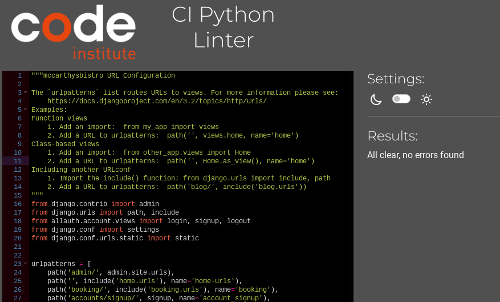 code
institute
CI Python
Linter
Settings:
Results:
All clear, no errors found
1 """mccarthysbistro URL Configuration
2
3 The `urlpatterns` list routes URLs to views. For more information please see:
4     https://docs.djangoproject.com/en/3.2/topics/http/urls/
5 Examples:
6 Function views
7     1. Add an import:  from my_app import views
8     2. Add a URL to urlpatterns:  path('', views.home, name='home')
9 Class-based views
10     1. Add an import:  from other_app.views import Home
11     2. Add a URL to urlpatterns:  path('', Home.as_view(), name='home')
12 Including another URLconf
13     1. Import the include() function: from django.urls import include, path
14     2. Add a URL to urlpatterns:  path('blog/', include('blog.urls'))
15 """
16 from django.contrib import admin
17 from django.urls import path, include
18 from allauth.account.views import login, signup, logout
19 from django.conf import settings
20 from django.conf.urls.static import static
21
22
23 urlpatterns = [
24     path('admin/', admin.site.urls),
25     path('', include('home.urls'), name='home-urls'),
26     path('booking/', include('booking.urls'), name='booking'),
27     path('accounts/signup/', signup, name='account_signup'),